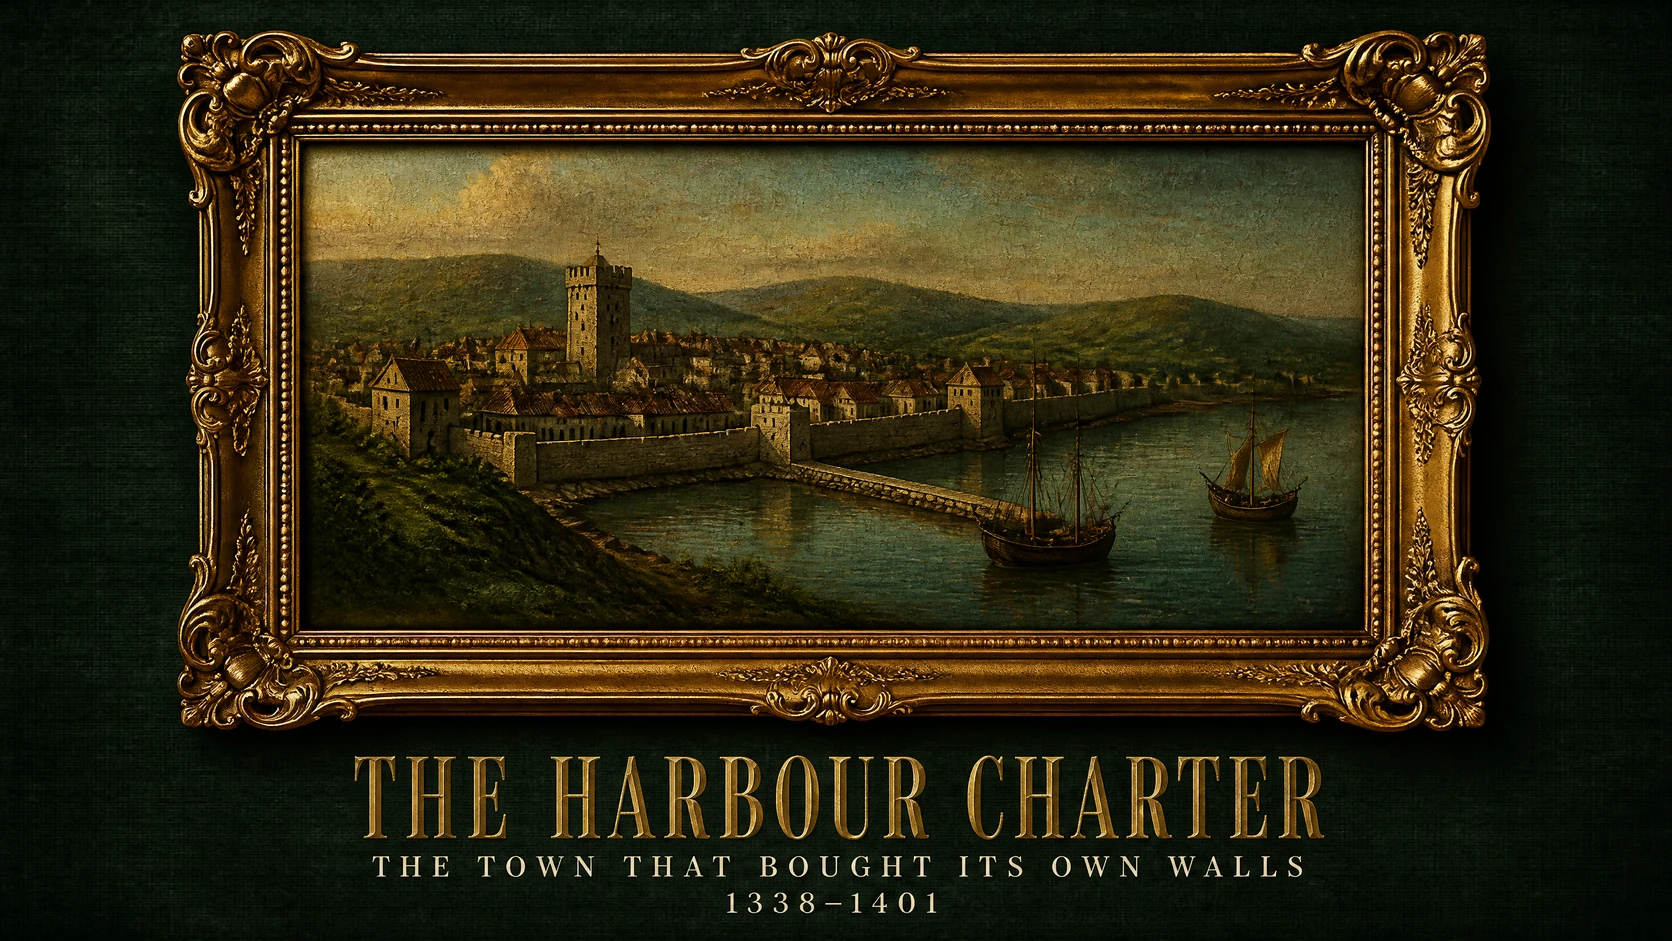 THE HARBOUR CHARTER
THE TOWN THAT BOUGHT ITS OWN WALLS
1338–1401